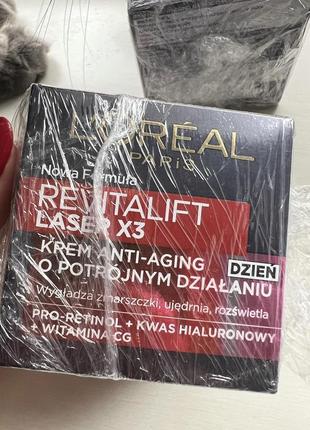 L'ORÉAL
PARiS
Nowa Formuła
REVITALIFT
LASER X3
KREM ANTI-AGING DZIEŃ
O POTRÓJNYM DZIAŁANIU
Wygładza zmarszczki, ujędrnia, rozświetla
PRO-RETINOL + KWAS HIALURONOWY
+ WITAMINA CG